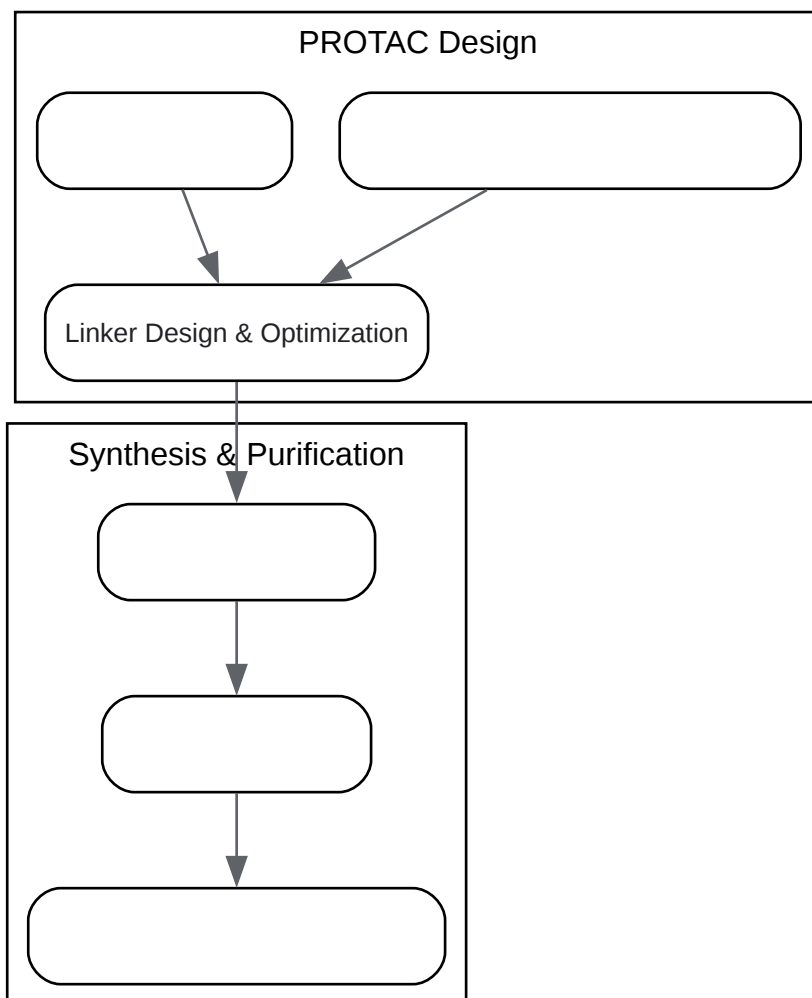 PROTAC Design
Linker Design & Optimization
Synthesis & Purification